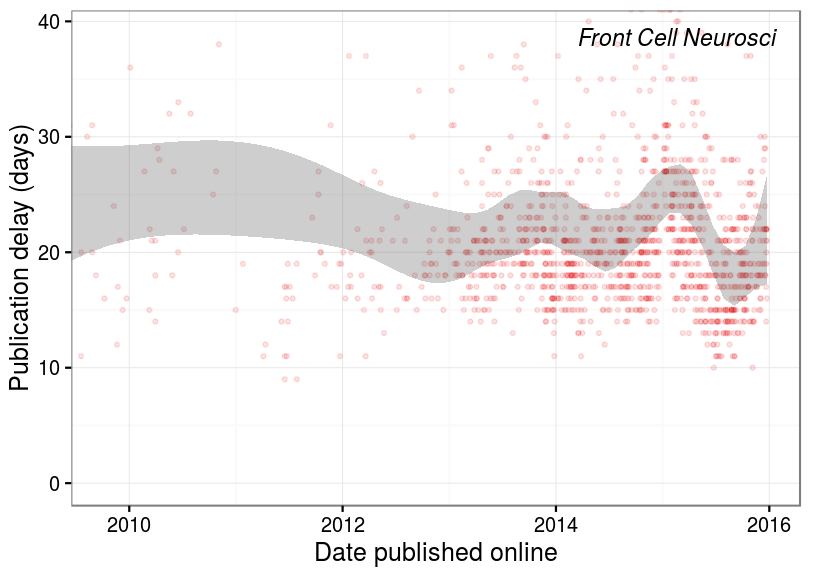 Front Cell Neurosci
40
30
20
10
0
Publication delay (days)
2010 2012 2014 2016
Date published online